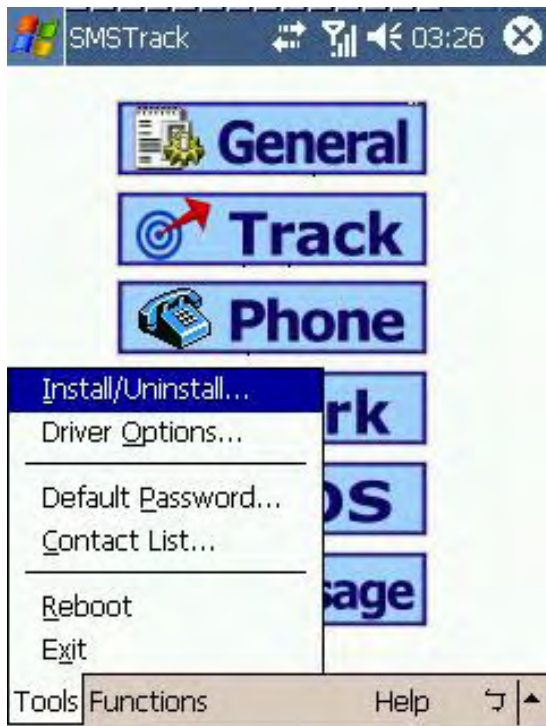 SMSTrack 03:26
General
Track
Phone
Install/Uninstall...
rk
Driver Options...
Default Password...
OS
Contact List...
Reboot
sage
Exit
Tools Functions Help